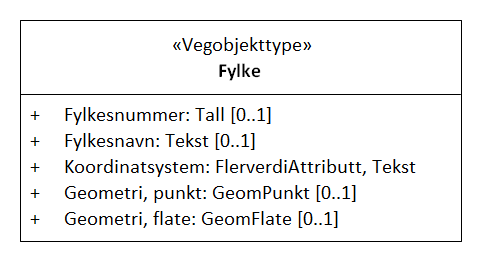 «Vegobjekttype»
Fylke
+ Fylkesnummer: Tall [0..1]
+ Fylkesnavn: Tekst [0..1]
+ Koordinatsystem: FlerverdiAttributt, Tekst
+ Geometri, punkt: GeomPunkt [0..1]
+ Geometri, flate: GeomFlate [0..1]